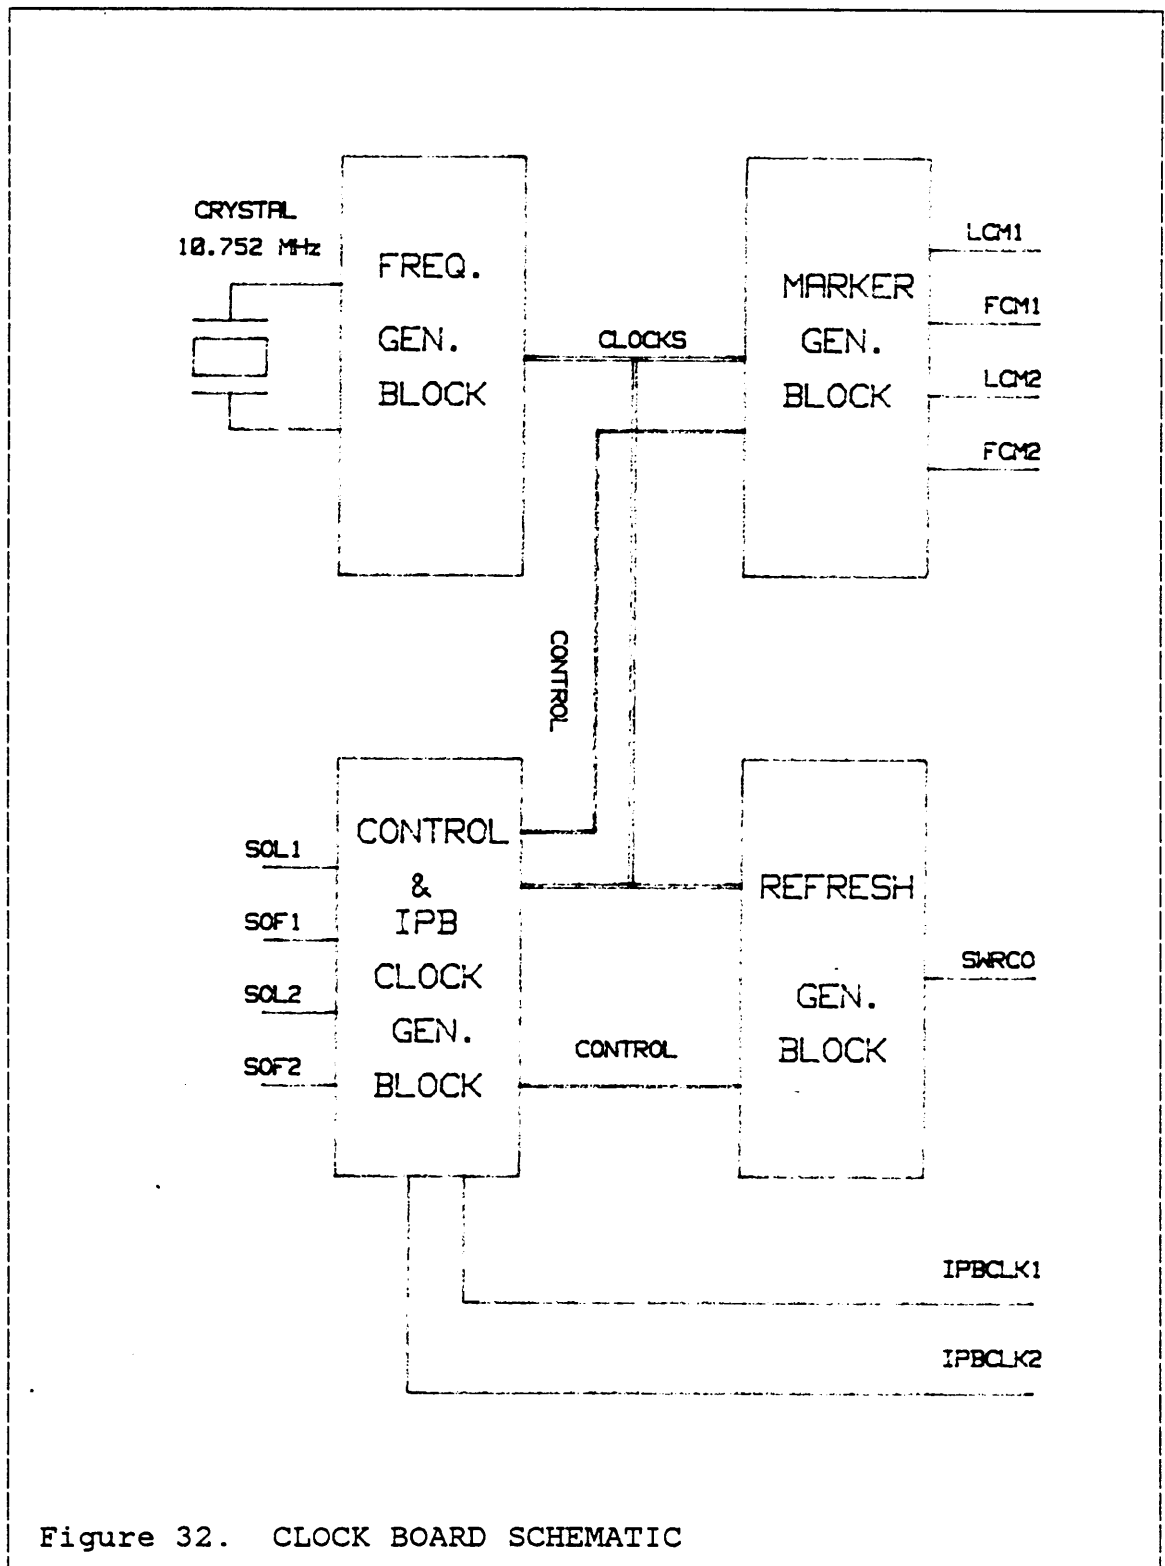 CRYSTAL
10.752 MHz
FREQ.
GEN.
BLOCK
CLOCKS
MARKER
GEN.
BLOCK
LCM1
FCM1
LCM2
FCM2
CONTROL
SOL1
SOF1
SOL2
SOF2
CONTROL
&
IPB
CLOCK
GEN.
BLOCK
CONTROL
REFRESH
GEN.
BLOCK
SWRCO
IPBCLK1
IPBCLK2
Figure 32. CLOCK BOARD SCHEMATIC